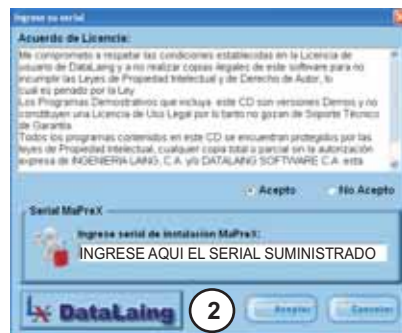 Ingrese su serial
Acuerdo de Licencia:
Me comprometo a respetar las condiciones establecidas en la Licencia de
usuario de DataLaing y a no realizar copias ilegales de este software para no
incumplir las Leyes de Propiedad Intelectual y de Derecho de Autor, lo
cual es penado por la Ley
Los Programas Demostrativos que incluya este CD son versiones Demos y no
constituyen una Licencia de Uso Legal por lo tanto no gozan de Soporte Técnico
de Garantía
Todos los programas contenidos en este CD se encuentran protegidos por las
leyes de Propiedad Intelectual, cualquier copia total o parcial sin la autorización
expresa de INGENIERIA LAING, C.A. y/o DATALAING SOFTWARE C.A. esta
Acepto No Acepto
Serial MaPreX
Ingrese serial de instalacion MaPreX:
INGRESE AQUI EL SERIAL SUMINISTRADO
DataLaing
2
Aceptar Cancelar